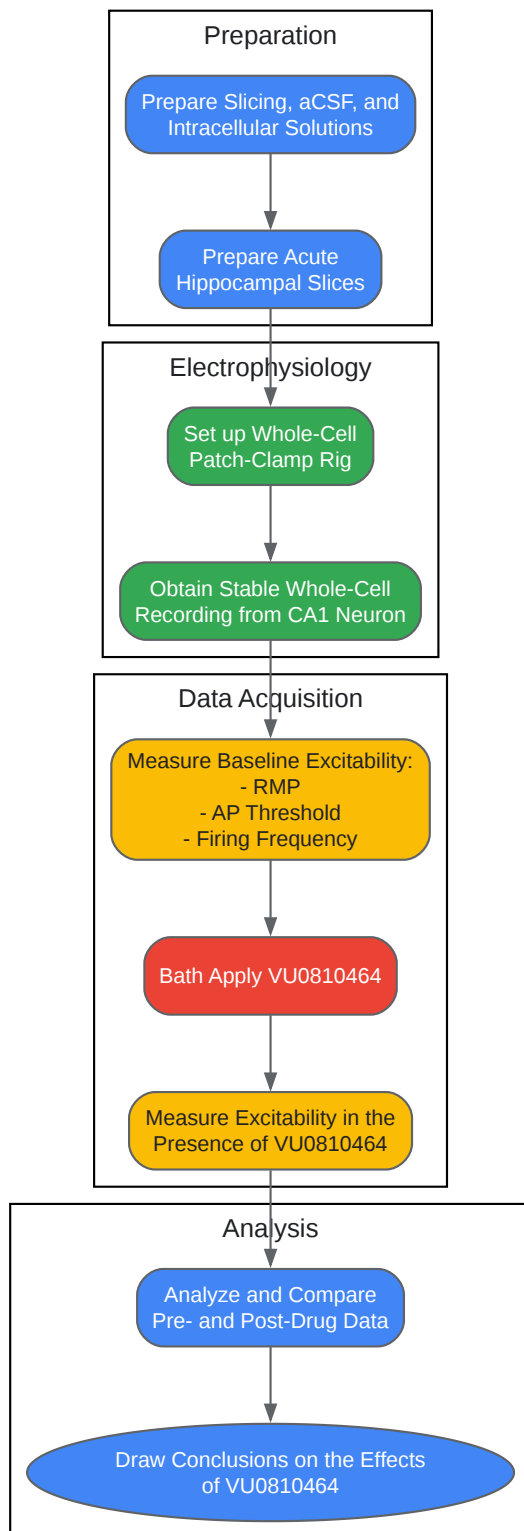 Preparation
Prepare Slicing, aCSF, and
Intracellular Solutions
Prepare Acute
Hippocampal Slices
Electrophysiology
Set up Whole-Cell
Patch-Clamp Rig
Obtain Stable Whole-Cell
Recording from CA1 Neuron
Data Acquisition
Measure Baseline Excitability:
- RMP
- AP Threshold
- Firing Frequency
Bath Apply VU0810464
Measure Excitability in the
Presence of VU0810464
Analysis
Analyze and Compare
Pre- and Post-Drug Data
Draw Conclusions on the Effects
of VU0810464